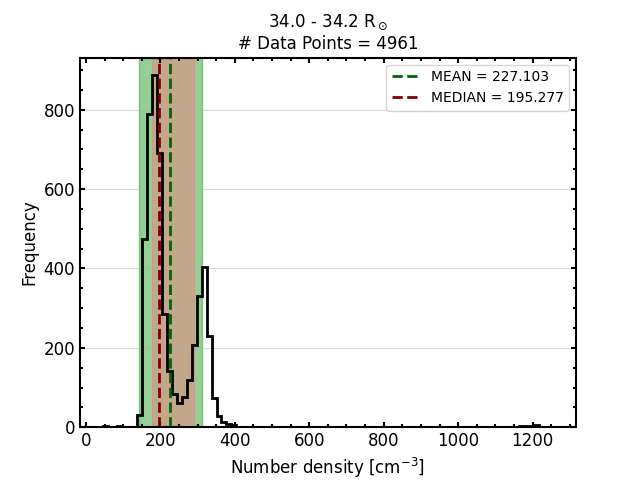 34.0 - 34.2 R⊙
# Data Points = 4961
MEAN = 227.103
MEDIAN = 195.277
Frequency
800
600
400
200
0
0 200 400 600 800 1000 1200
Number density [cm⁻³]